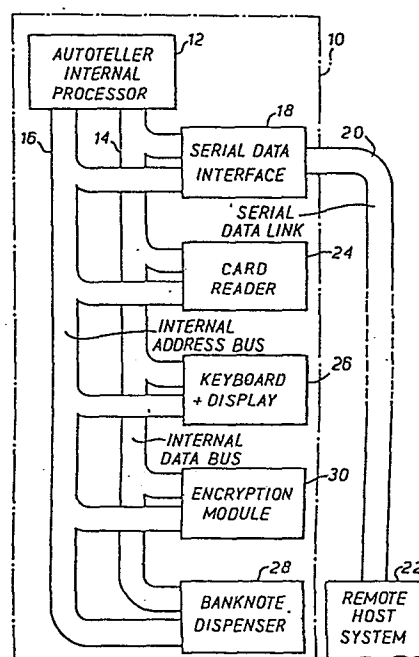 AUTOTELLER
INTERNAL
PROCESSOR
12
10
16
14
18
SERIAL DATA
INTERFACE
20
SERIAL
DATA LINK
24
CARD
READER
INTERNAL
ADDRESS BUS
26
KEYBOARD
+ DISPLAY
INTERNAL
DATA BUS
30
ENCRYPTION
MODULE
28
BANKNOTE
DISPENSER
22
REMOTE
HOST
SYSTEM